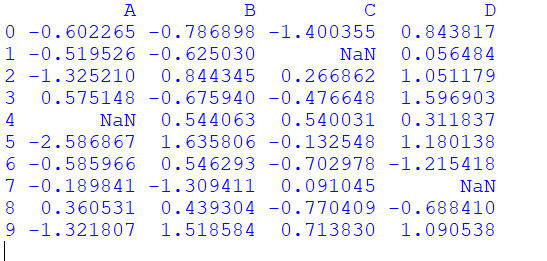 A         B         C         D
0 -0.602265 -0.786898 -1.400355  0.843817
1 -0.519526 -0.625030       NaN  0.056484
2 -1.325210  0.844345  0.266862  1.051179
3  0.575148 -0.675940 -0.476648  1.596903
4       NaN  0.544063  0.540031  0.311837
5 -2.586867  1.635806 -0.132548  1.180138
6 -0.585966  0.546293 -0.702978 -1.215418
7 -0.189841 -1.309411  0.091045       NaN
8  0.360531  0.439304 -0.770409 -0.688410
9 -1.321807  1.518584  0.713830  1.090538